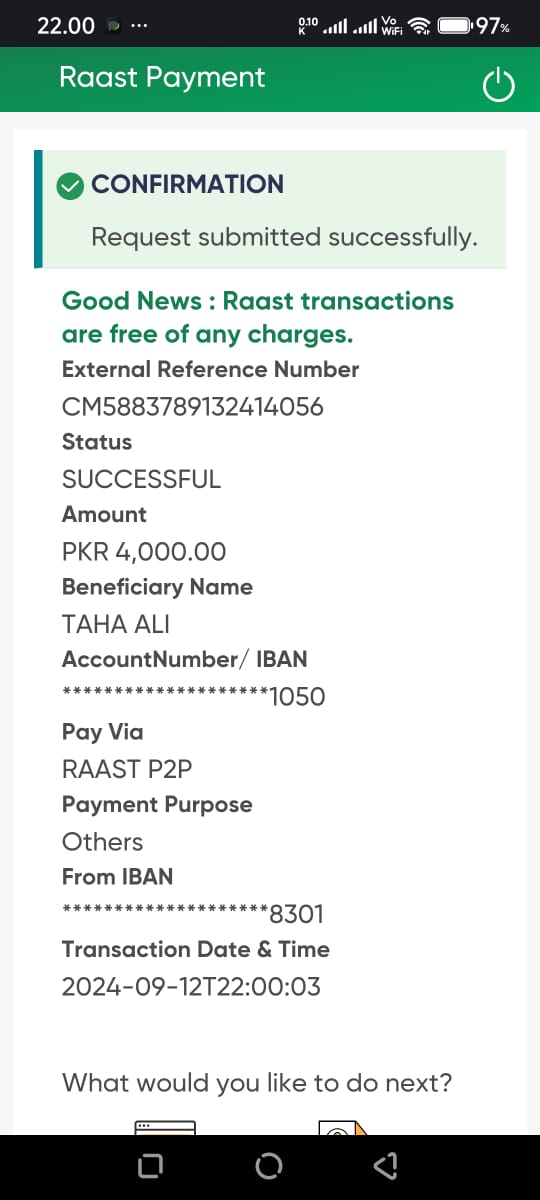 22.00 ... 0.10 K Vo WiFi 97%
Raast Payment
CONFIRMATION
Request submitted successfully.
Good News : Raast transactions
are free of any charges.
External Reference Number
CM5883789132414056
Status
SUCCESSFUL
Amount
PKR 4,000.00
Beneficiary Name
TAHA ALI
AccountNumber/ IBAN
********************1050
Pay Via
RAAST P2P
Payment Purpose
Others
From IBAN
********************8301
Transaction Date & Time
2024-09-12T22:00:03
What would you like to do next?